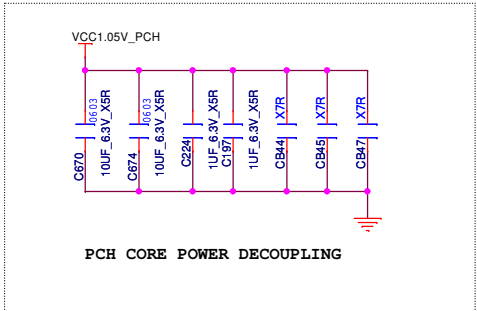 VCC1.05V_PCH
C670
0603
10UF_6.3V_X5R
C674
0603
10UF_6.3V_X5R
C224
1UF_6.3V_X5R
C197
1UF_6.3V_X5R
CB44
X7R
CB45
X7R
CB47
X7R
PCH CORE POWER DECOUPLING